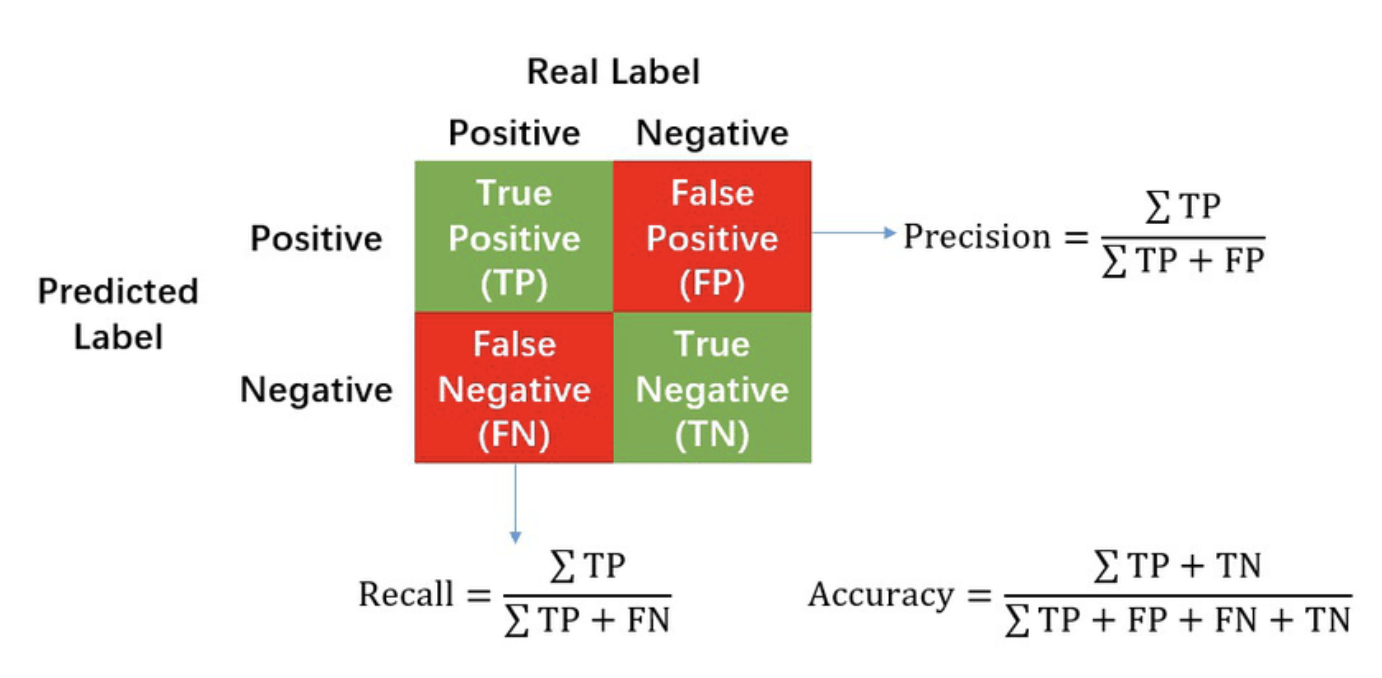 Real Label
Positive Negative
True
Positive
(TP)
False
Positive
(FP)
Positive
Precision = ∑ TP / ∑ TP + FP
Predicted
Label
Negative
False
Negative
(FN)
True
Negative
(TN)
Recall = ∑ TP / ∑ TP + FN
Accuracy = ∑ TP + TN / ∑ TP + FP + FN + TN